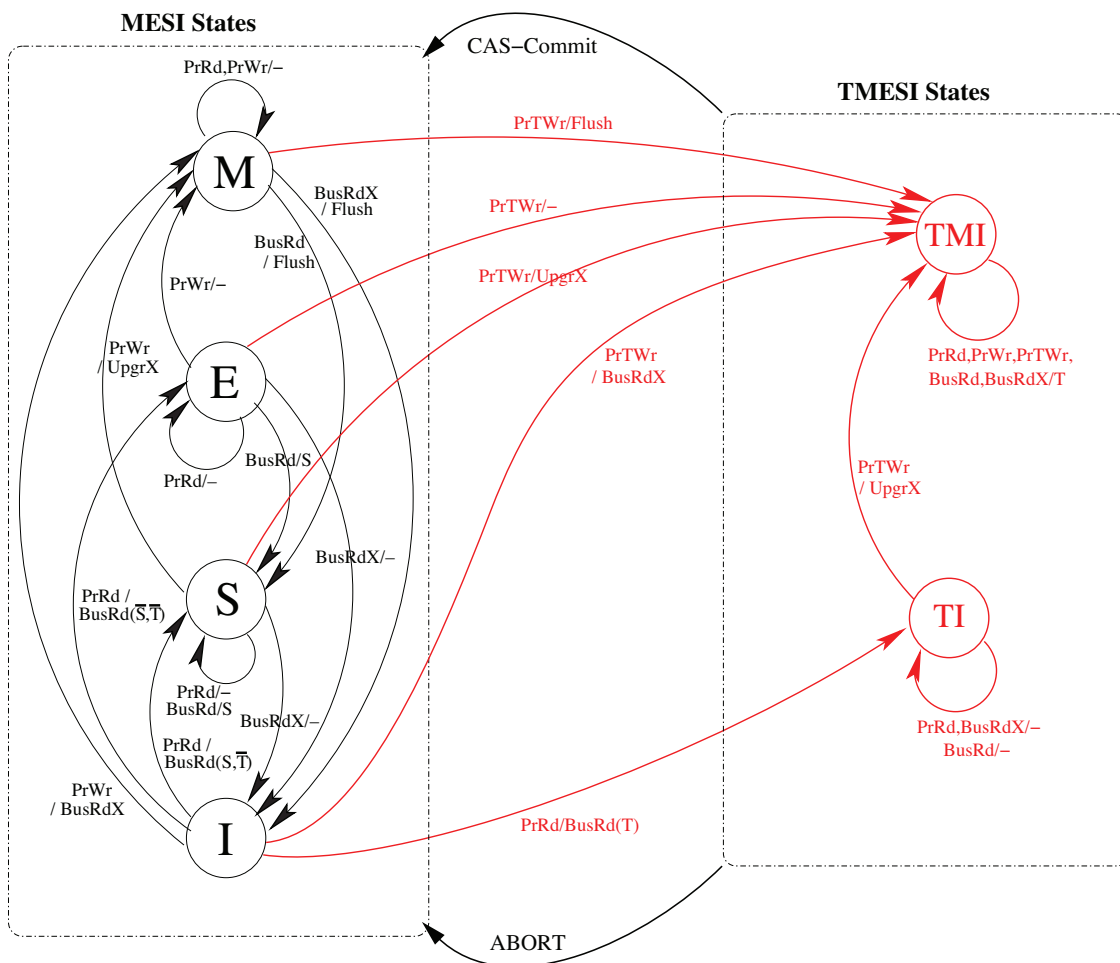 MESI States
CAS−Commit
TMESI States
PrRd,PrWr/−
M
PrTWr/Flush
BusRdX
/ Flush
PrTWr/−
BusRd
/ Flush
TMI
PrTWr/UpgrX
PrWr/−
PrWr
/ UpgrX
E
PrTWr
/ BusRdX
PrRd,PrWr,PrTWr,
BusRd,BusRdX/T
BusRd/S
PrRd/−
PrTWr
/ UpgrX
BusRdX/−
PrRd /
BusRd(S̅,T̅)
S
TI
PrRd/−
BusRd/S
BusRdX/−
PrRd,BusRdX/−
BusRd/−
PrRd /
BusRd(S,T̅)
PrWr
/ BusRdX
I
PrRd/BusRd(T)
ABORT